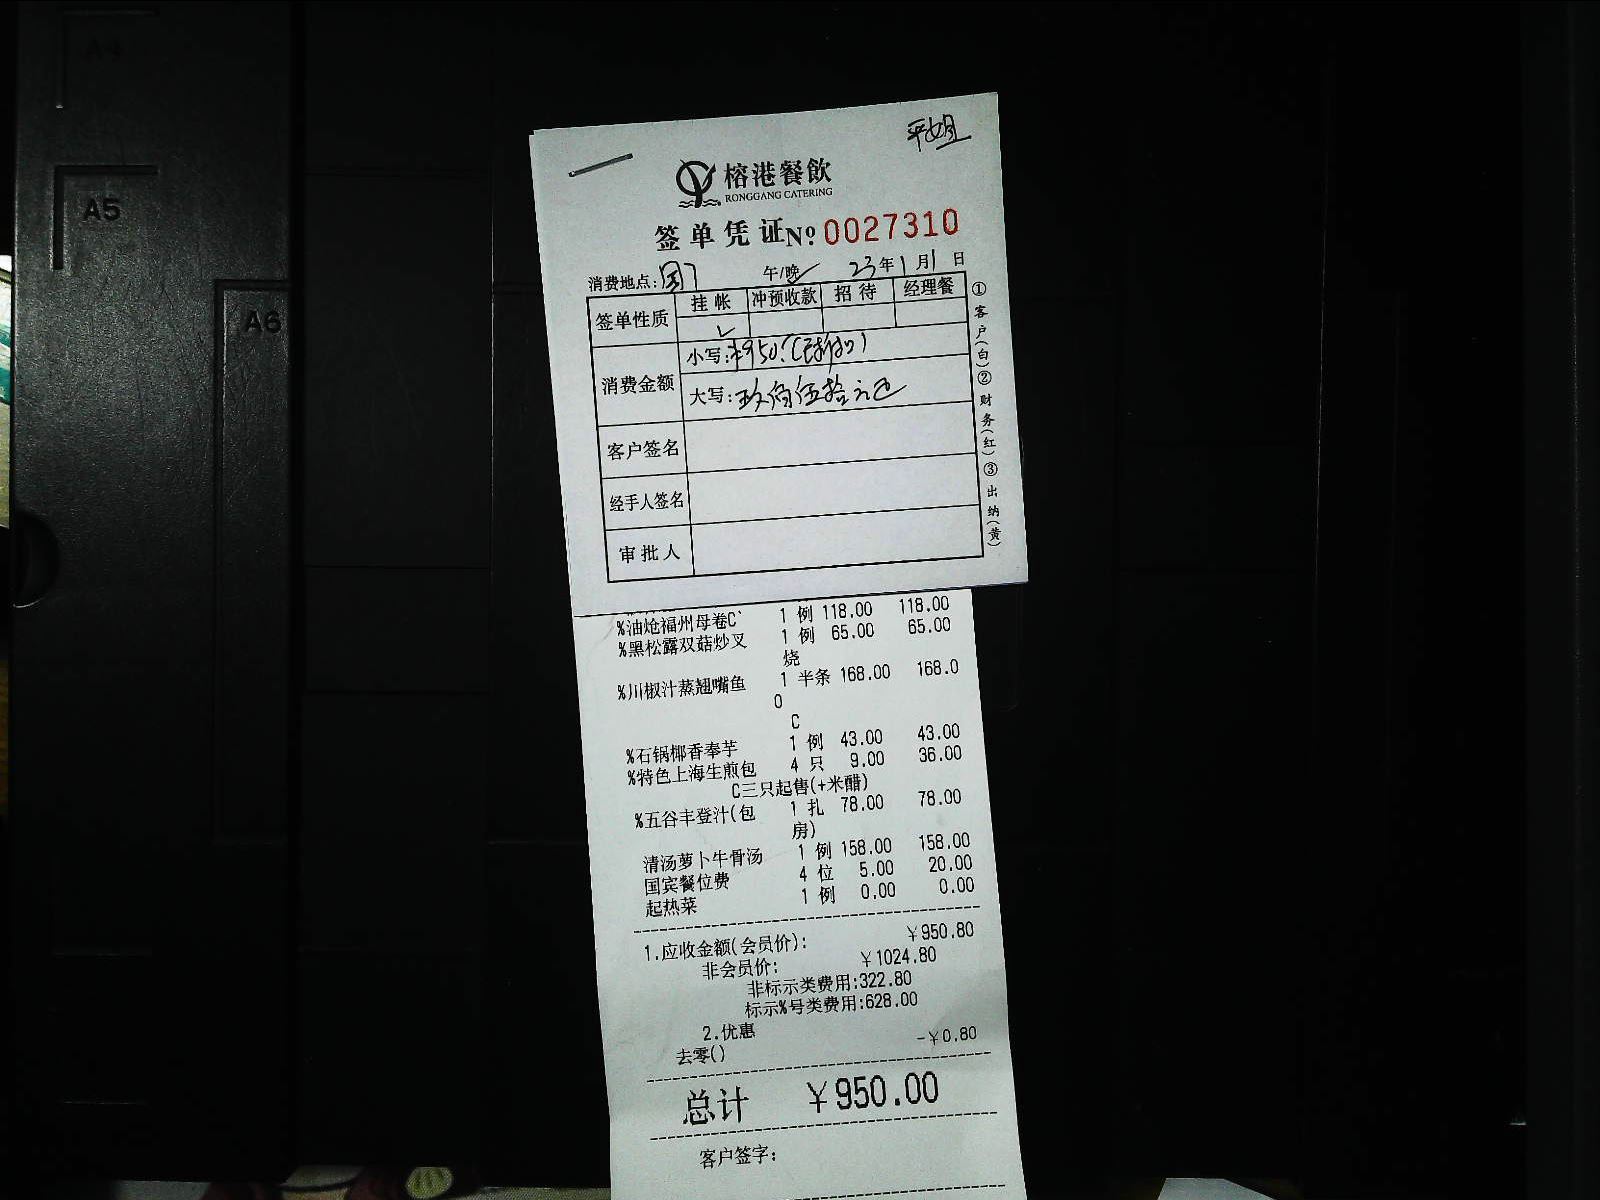 A4
A5
A6
平姐
榕港餐飲
RONGGANG CATERING
签单凭证 Nº 0027310
消费地点: 午/晚✓ 23年1月1日
签单性质 挂帐 冲预收款 招待 经理餐
✓
消费金额 小写:¥950.
大写:玖佰伍拾元正
客户签名
经手人签名
审批人
①客户(白)②财务(红)③出纳(黄)
%油炝福州母卷C 1 例 118.00 118.00
%黑松露双菇炒叉 1 例 65.00 65.00
烧
%川椒汁蒸翘嘴鱼 1 半条 168.00 168.0
0
C
%石锅椰香奉芋 1 例 43.00 43.00
%特色上海生煎包 4 只 9.00 36.00
C三只起售(+米醋)
%五谷丰登汁(包 1 扎 78.00 78.00
房)
清汤萝卜牛骨汤 1 例 158.00 158.00
国宾餐位费 4 位 5.00 20.00
起热菜 1 例 0.00 0.00
1.应收金额(会员价): ¥950.80
非会员价: ¥1024.80
非标示类费用:322.80
标示%号类费用:628.00
2.优惠
去零() -¥0.80
总计 ¥950.00
客户签字: